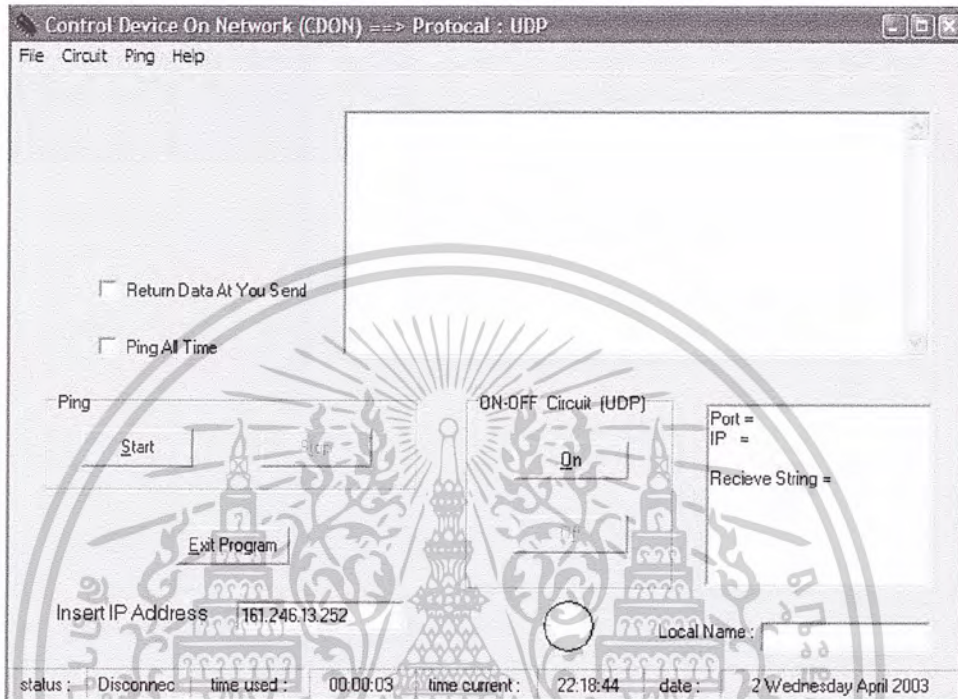 Control Device On Network (CDON) ==> Protocal : UDP
File Circuit Ping Help
Return Data At You Send
Ping All Time
Ping
Start
Stop
ON-OFF Circuit (UDP)
On
Off
Port =
IP =
Recieve String =
Exit Program
Insert IP Address 161.246.13.252
Local Name :
status : Disconnec time used : 00:00:03 time current : 22:18:44 date : 2 Wednesday April 2003